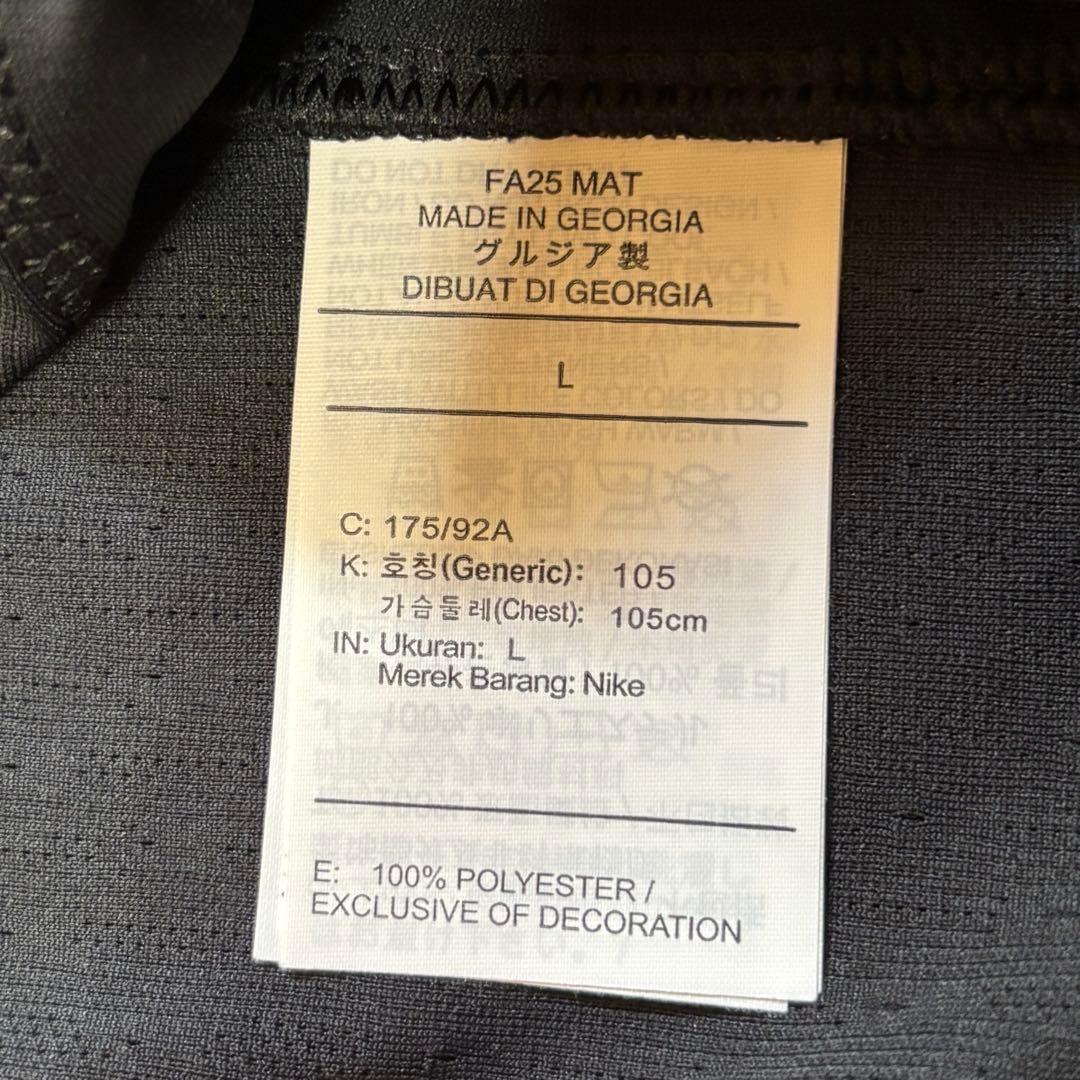 FA25 MAT
MADE IN GEORGIA
グルジア製
DIBUAT DI GEORGIA
L
C: 175/92A
K: 호칭(Generic): 105
가슴둘레(Chest): 105cm
IN: Ukuran: L
Merek Barang: Nike
E: 100% POLYESTER /
EXCLUSIVE OF DECORATION